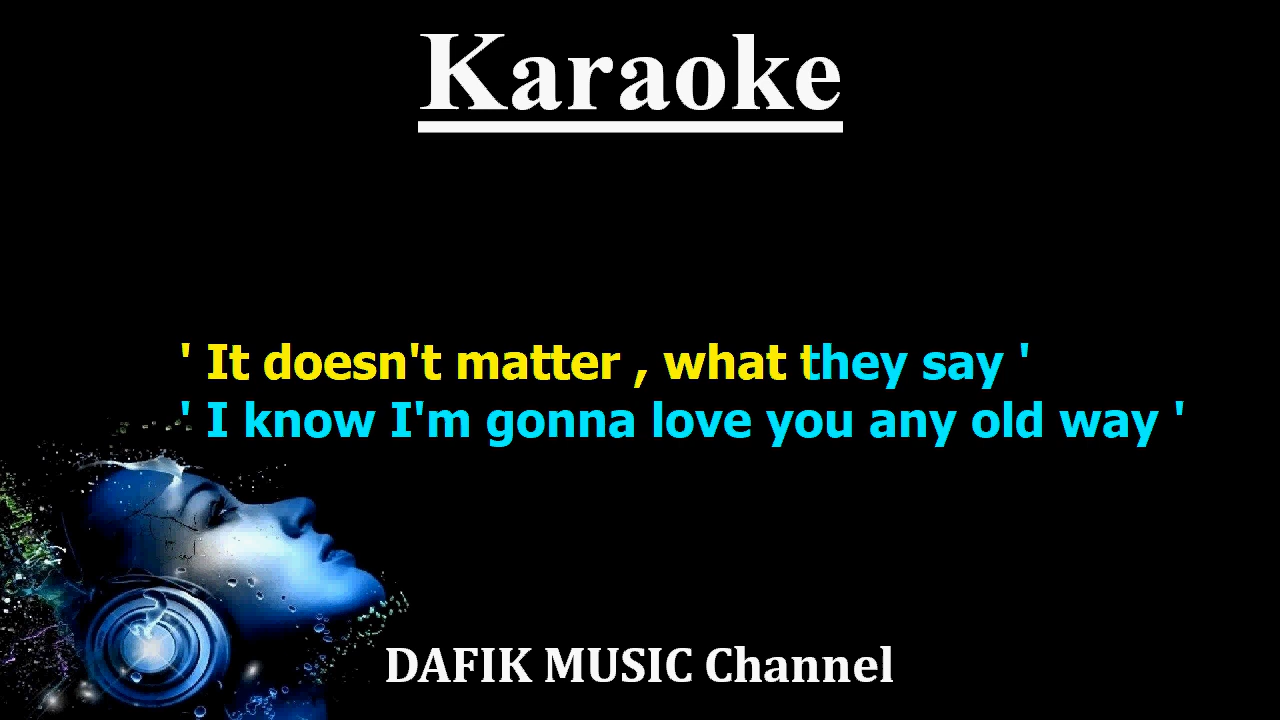 Karaoke
' It doesn't matter , what they say '
' I know I'm gonna love you any old way '
DAFIK MUSIC Channel